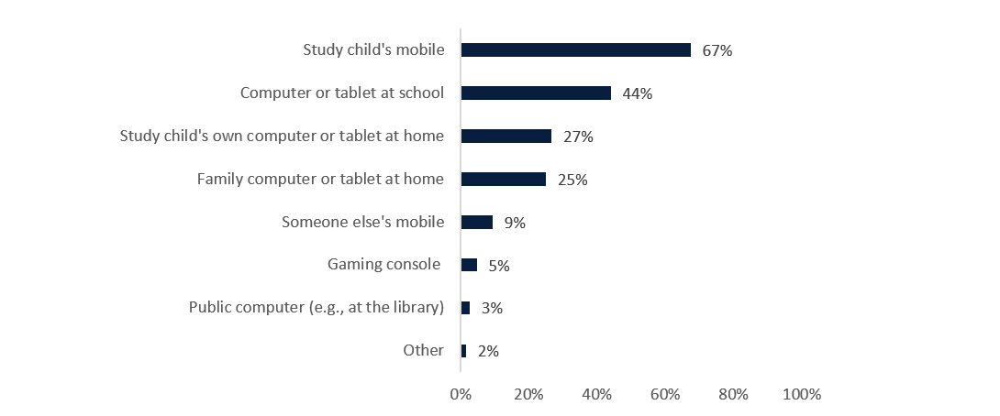 Study child's mobile 67%
Computer or tablet at school 44%
Study child's own computer or tablet at home 27%
Family computer or tablet at home 25%
Someone else's mobile 9%
Gaming console 5%
Public computer (e.g., at the library) 3%
Other 2%
0% 20% 40% 60% 80% 100%